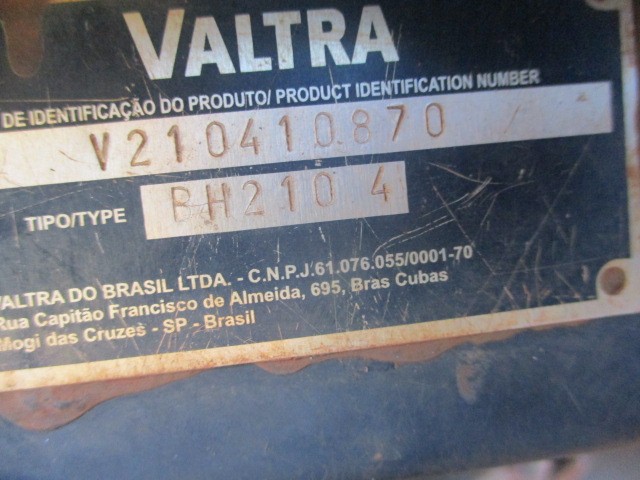 VALTRA
DE IDENTIFICAÇÃO DO PRODUTO/ PRODUCT IDENTIFICATION NUMBER
V210410870
TIPO/TYPE BH210 4
VALTRA DO BRASIL LTDA. - C.N.P.J.61.076.055/0001-70
Rua Capitão Francisco de Almeida, 695, Bras Cubas
Mogi das Cruzes - SP - Brasil